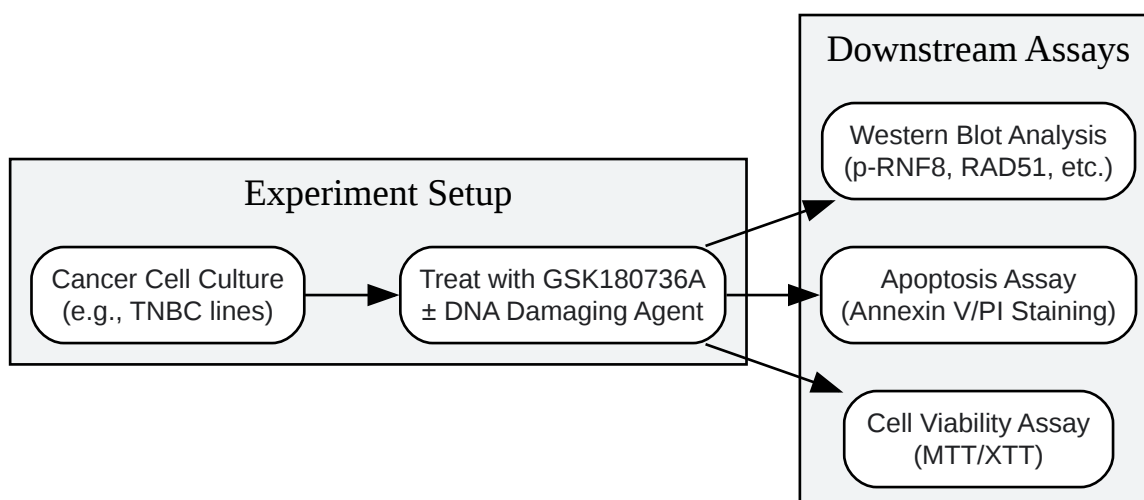 Experiment Setup
Cancer Cell Culture
(e.g., TNBC lines)
Treat with GSK180736A
± DNA Damaging Agent
Downstream Assays
Western Blot Analysis
(p-RNF8, RAD51, etc.)
Apoptosis Assay
(Annexin V/PI Staining)
Cell Viability Assay
(MTT/XTT)